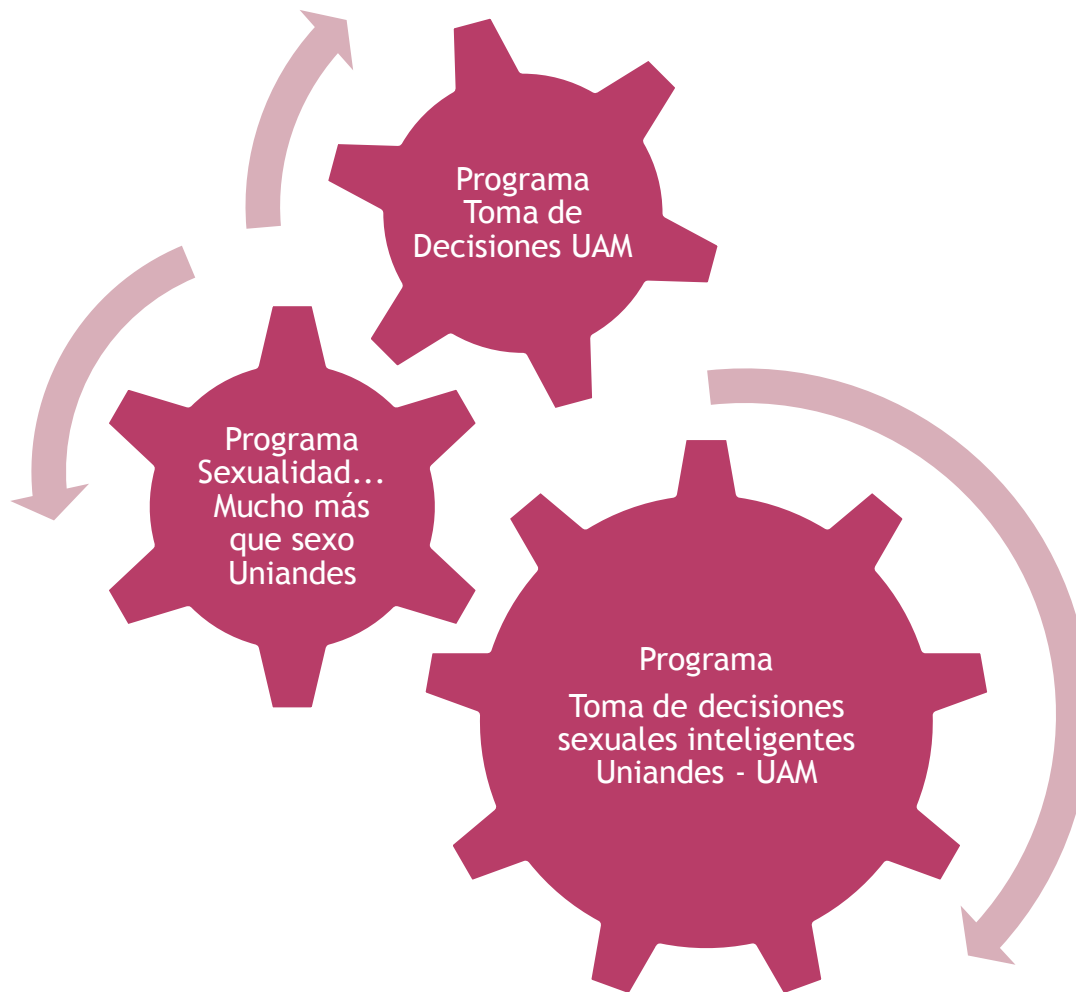 Programa
Toma de
Decisiones UAM
Programa
Sexualidad...
Mucho más
que sexo
Uniandes
Programa
Toma de decisiones
sexuales inteligentes
Uniandes - UAM